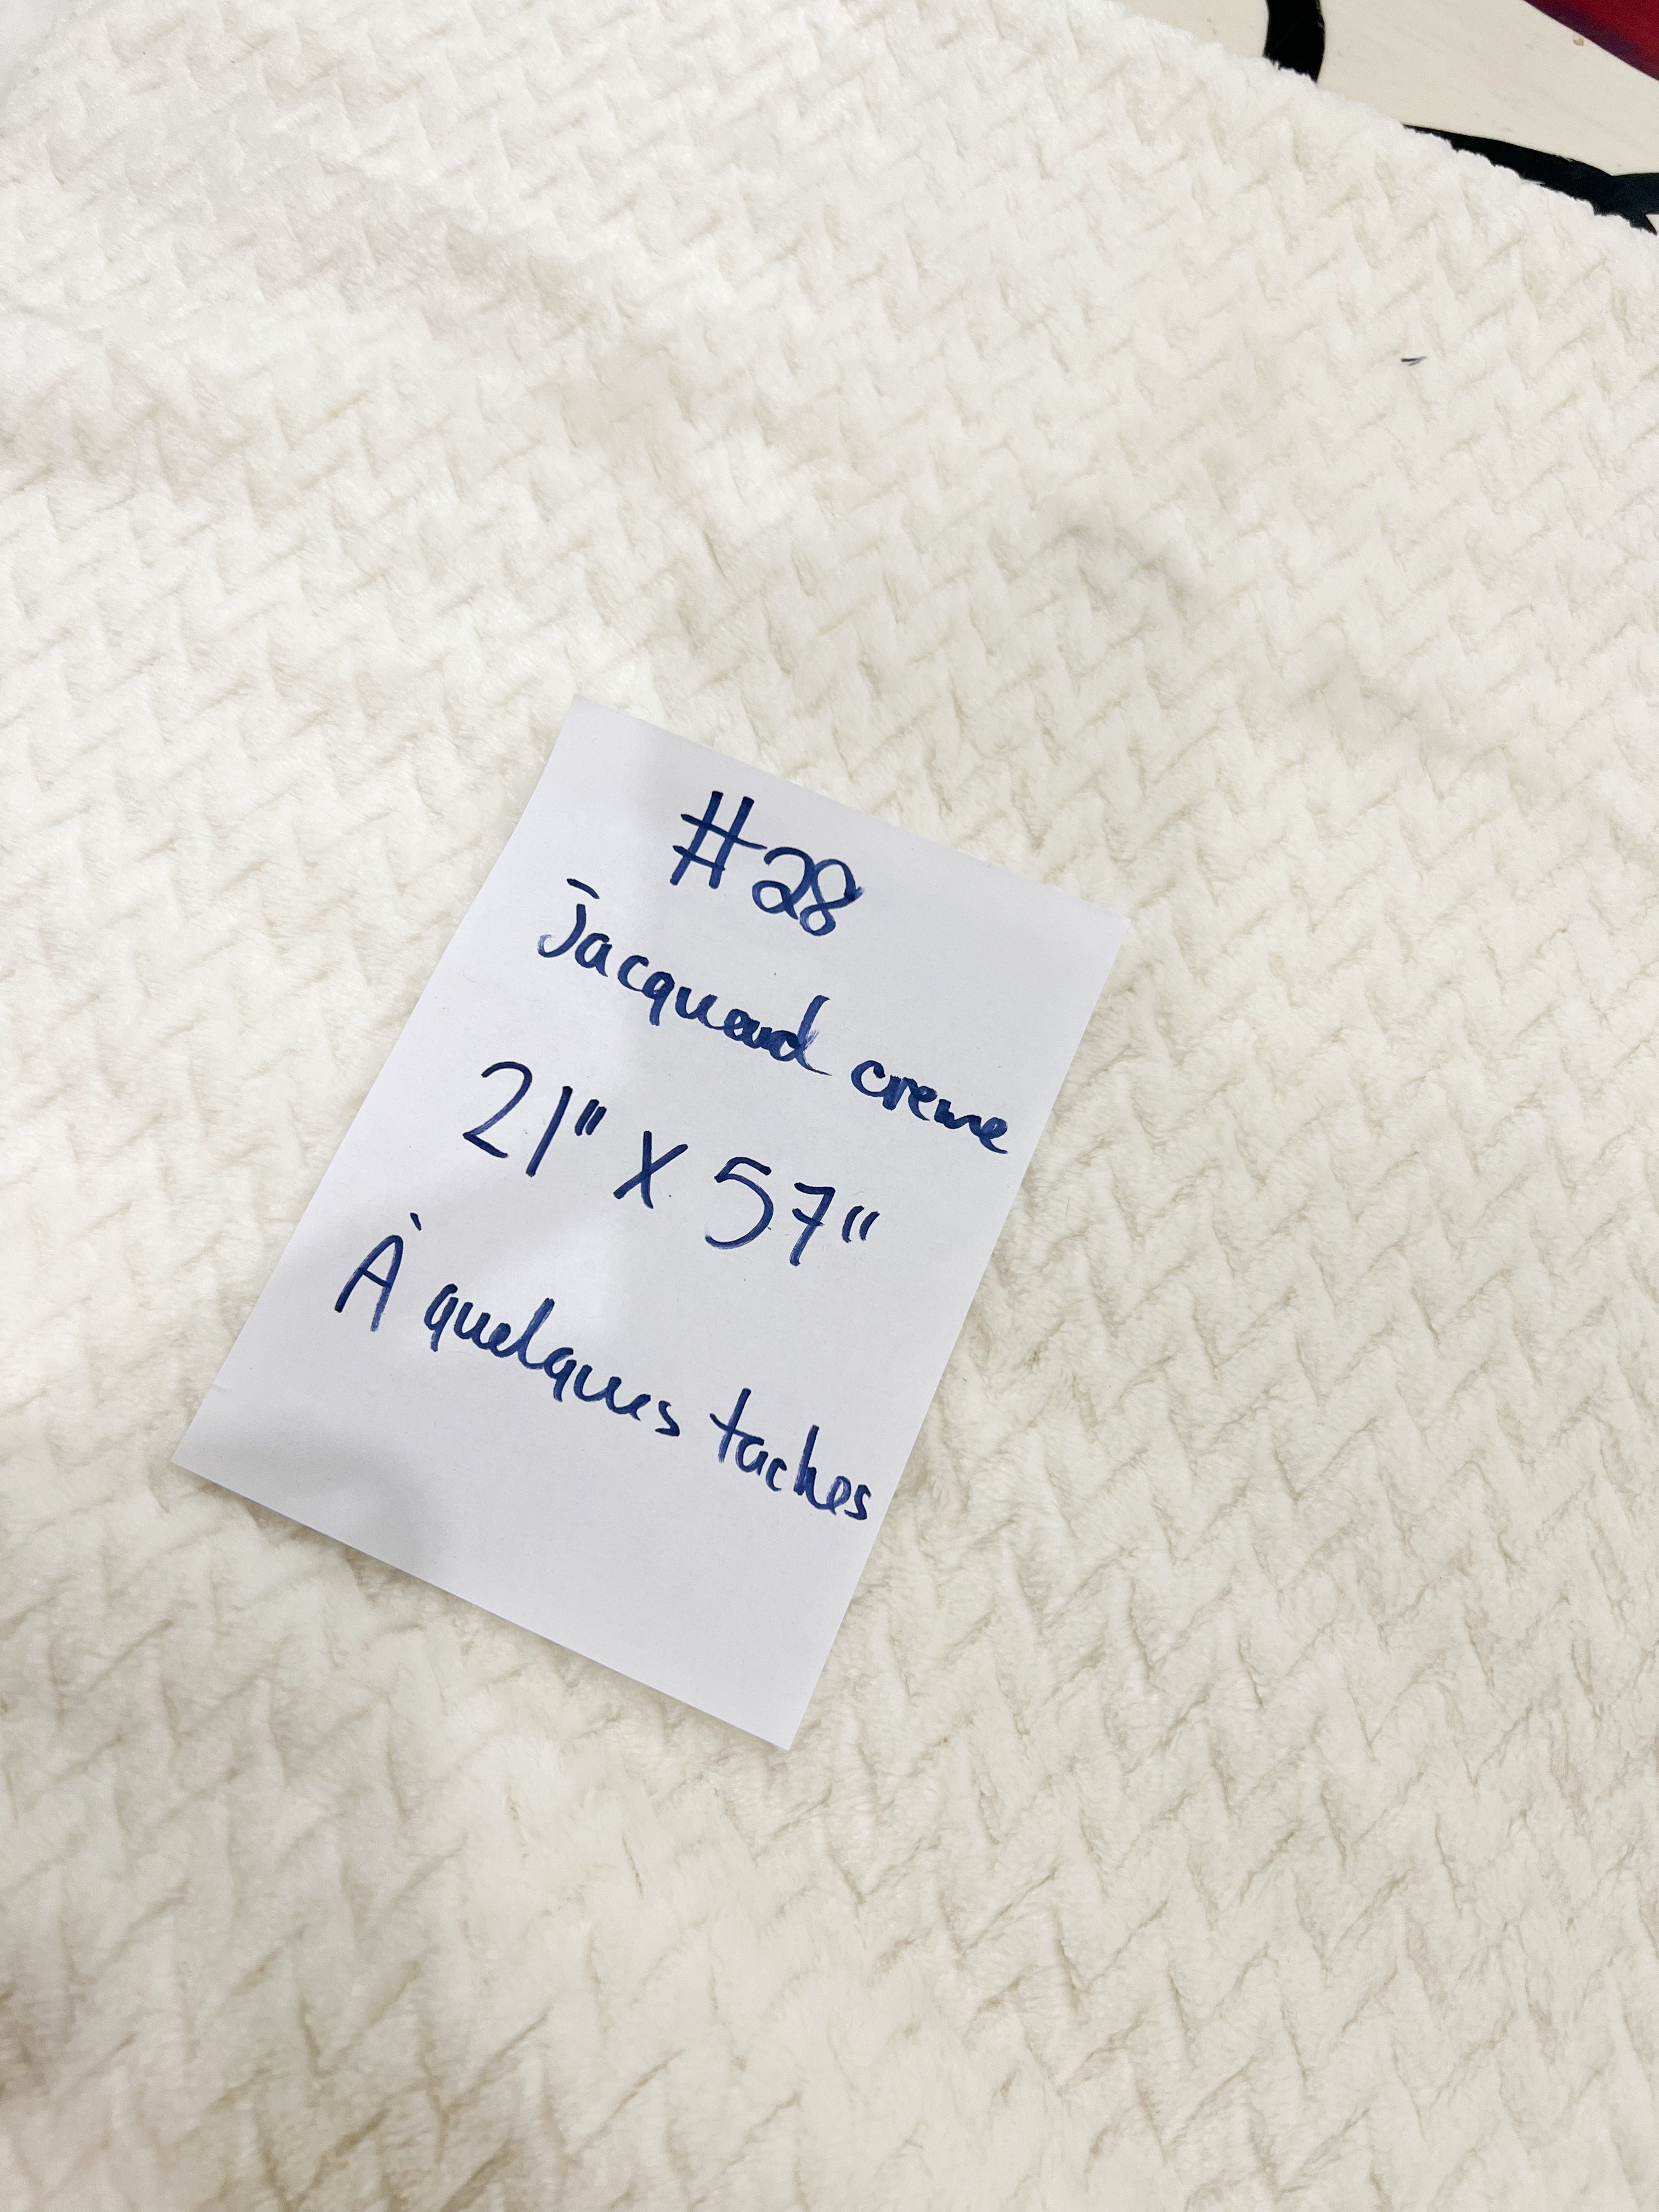 #28
Jacquard creme
21" X 57"
À quelques taches